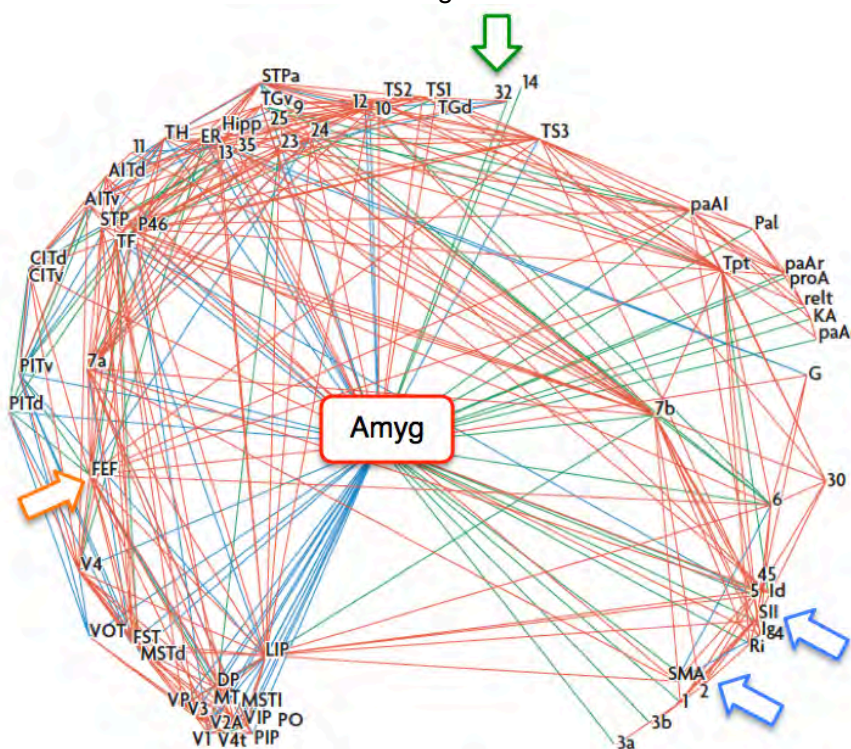 STPa
14
32
TS2
TS1
TGv
9
12
10
TGd
25
TH
ER
Hipp
24
TS3
11
13
35
23
AITd
AITv
STP
P46
TF
paAI
Pal
CITd
CITv
Tpt
paAr
proA
relt
KA
PITv
7a
G
PITd
7b
Amyg
FEF
30
6
V4
45
5
Id
VOT
FST
MSTd
LIP
SII
Ig
4
Ri
DP
SMA
VP
MT
MSTl
2
V3
V2A
VIP
PO
1
V1
V4t
PIP
3b
3a